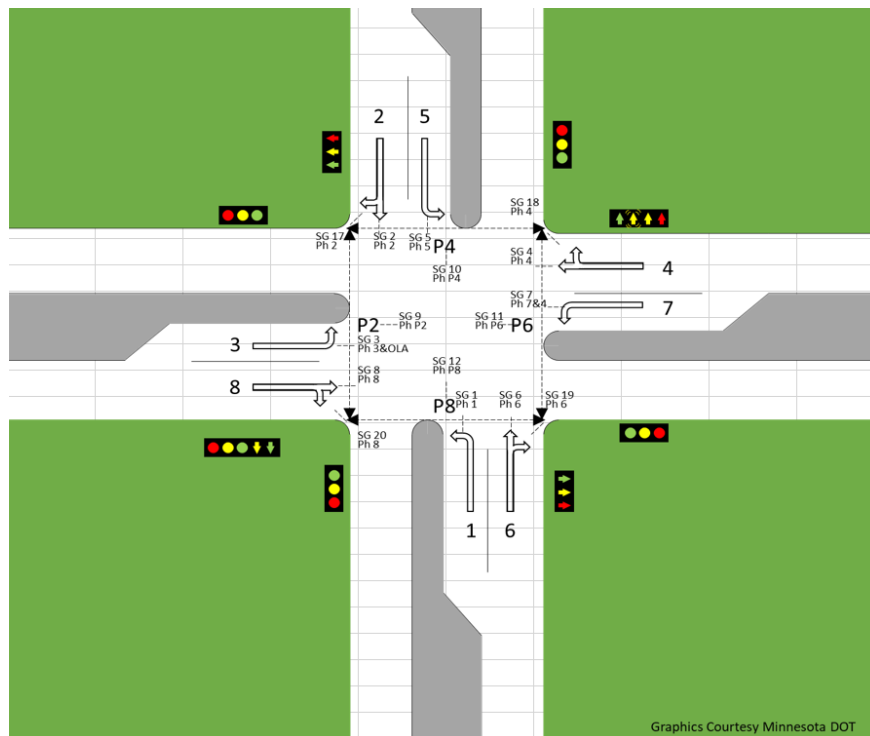 2
5
SG 18
Ph 4
SG 17
Ph 2
SG 2
Ph 2
SG 5
Ph 5
P4
SG 4
Ph 4
4
SG 10
Ph P4
SG 7
Ph 7&4
7
P2
SG 9
Ph P2
SG 11
Ph P6
P6
3
SG 3
Ph 3&OLA
8
SG 8
Ph 8
SG 12
Ph P8
P8
SG 1
Ph 1
SG 6
Ph 6
SG 19
Ph 6
SG 20
Ph 8
1
6
Graphics Courtesy Minnesota DOT